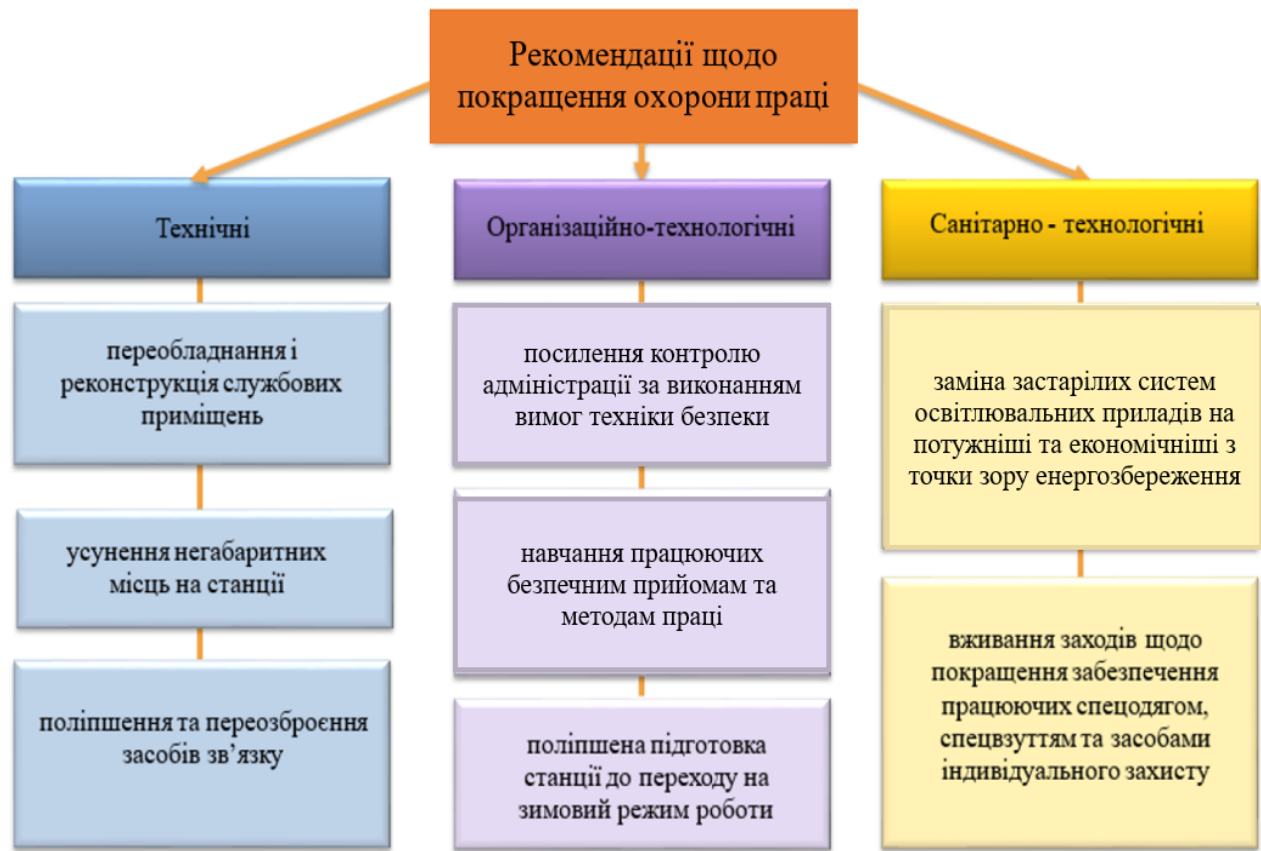 Рекомендації щодо
покращення охорони праці
Технічні
переобладнання і
реконструкція службових
приміщень
усунення негабаритних
місць на станції
поліпшення та переозброєння
засобів зв’язку
Організаційно-технологічні
посилення контролю
адміністрації за виконанням
вимог техніки безпеки
навчання працюючих
безпечним прийомам та
методам праці
поліпшена підготовка
станції до переходу на
зимовий режим роботи
Санітарно - технологічні
заміна застарілих систем
освітлювальних приладів на
потужніші та економічніші з
точки зору енергозбереження
вживання заходів щодо
покращення забезпечення
працюючих спецодягом,
спецвзуттям та засобами
індивідуального захисту